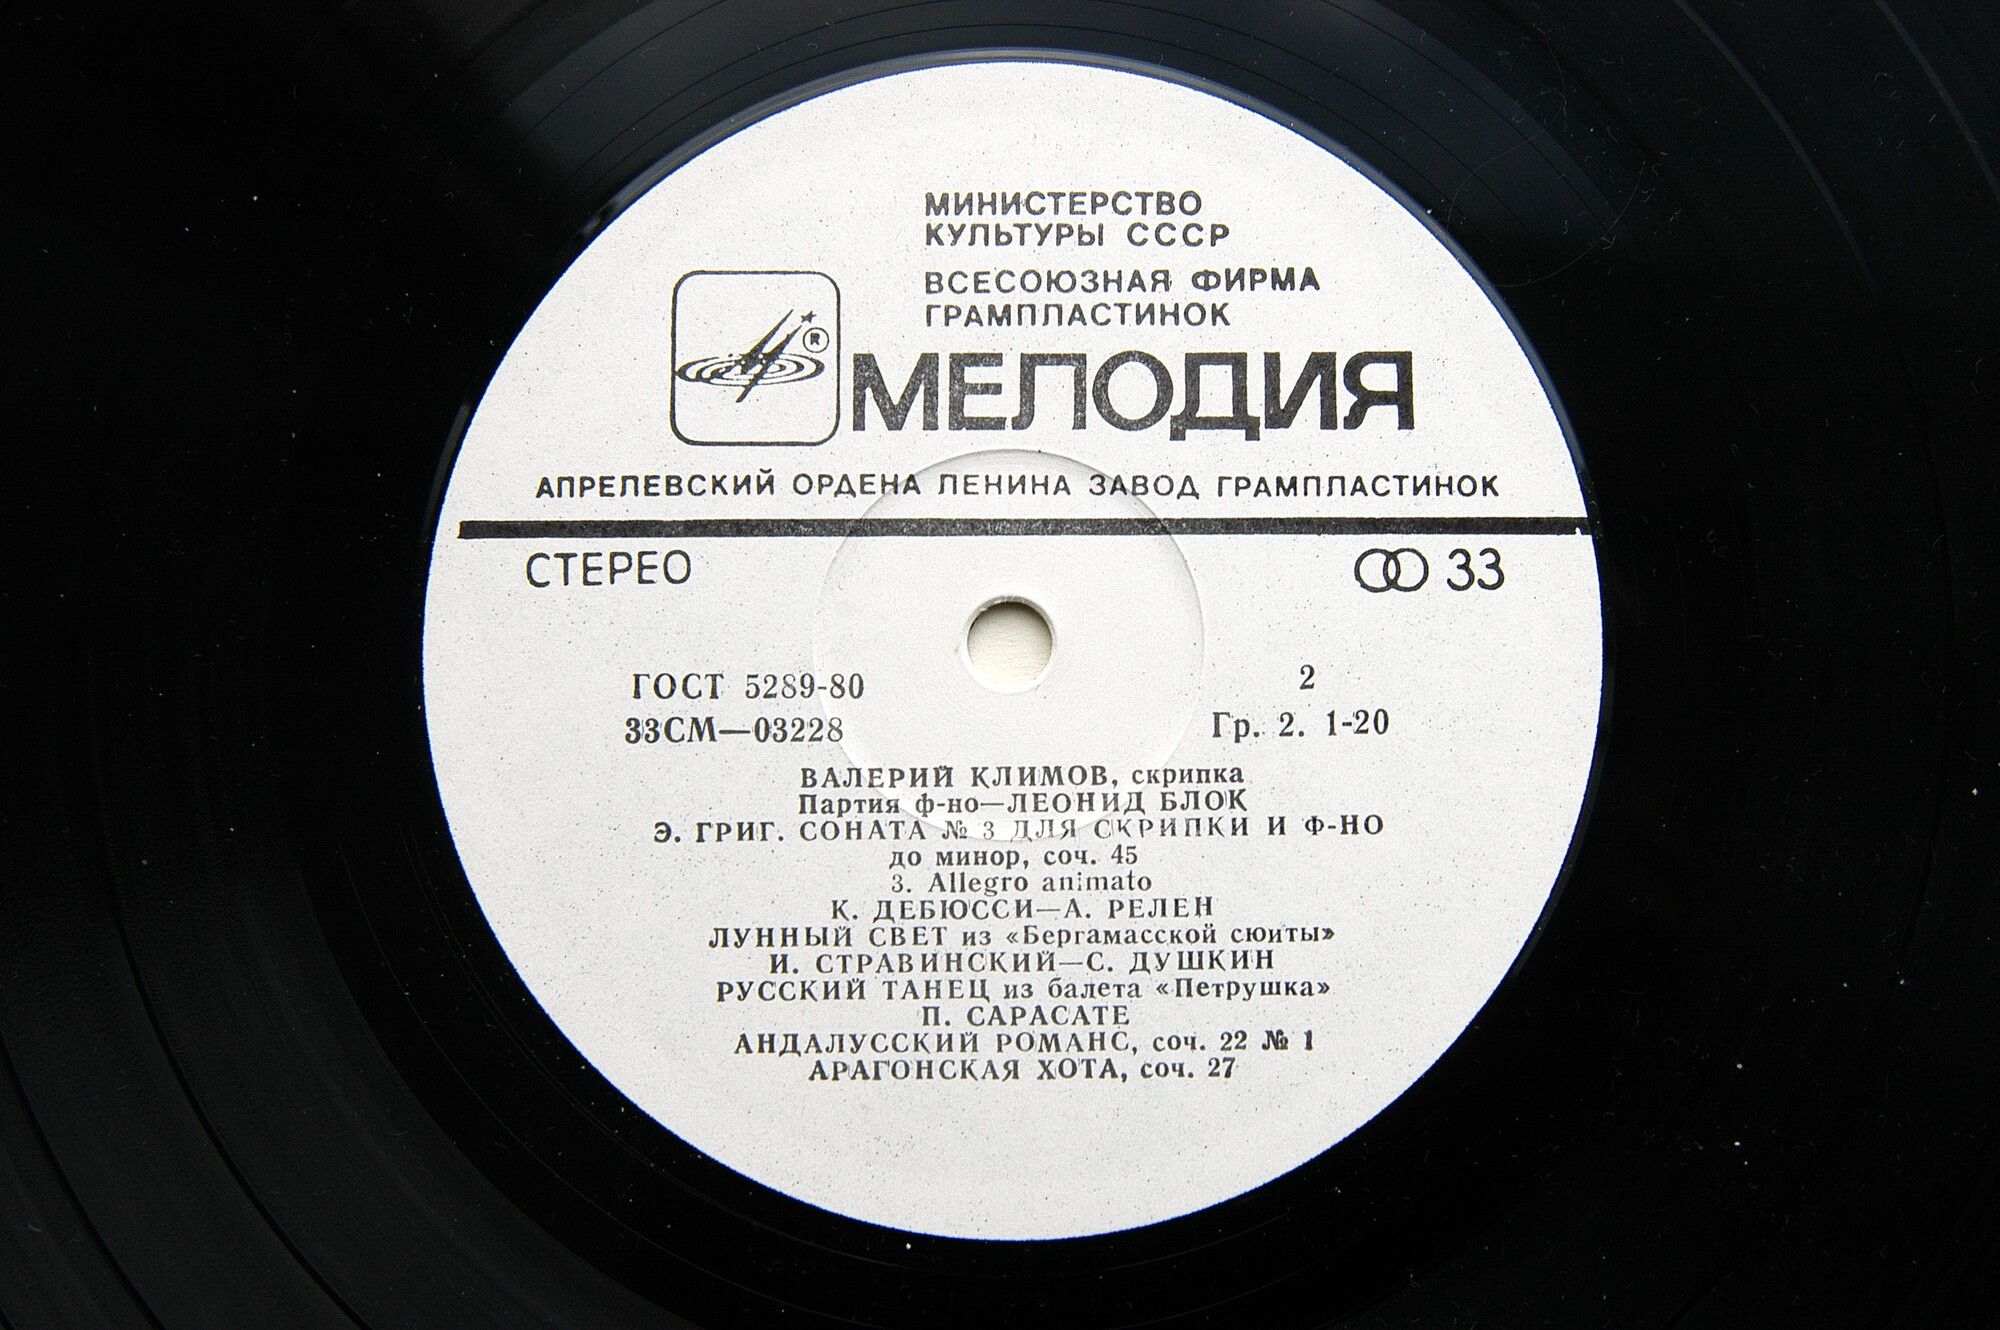 МИНИСТЕРСТВО
КУЛЬТУРЫ СССР
ВСЕСОЮЗНАЯ ФИРМА
ГРАМПЛАСТИНОК
®
МЕЛОДИЯ
АПРЕЛЕВСКИЙ ОРДЕНА ЛЕНИНА ЗАВОД ГРАМПЛАСТИНОК
СТЕРЕО 33
ГОСТ 5289-80 2
33СМ—03228 Гр. 2. 1-20
ВАЛЕРИЙ КЛИМОВ, скрипка
Партия ф-но—ЛЕОНИД БЛОК
Э. ГРИГ. СОНАТА № 3 ДЛЯ СКРИПКИ И Ф-НО
до минор, соч. 45
3. Allegro animato
К. ДЕБЮССИ—А. РЕЛЕН
ЛУННЫЙ СВЕТ из «Бергамасской сюиты»
И. СТРАВИНСКИЙ—С. ДУШКИН
РУССКИЙ ТАНЕЦ из балета «Петрушка»
П. САРАСАТЕ
АНДАЛУССКИЙ РОМАНС, соч. 22 № 1
АРАГОНСКАЯ ХОТА, соч. 27